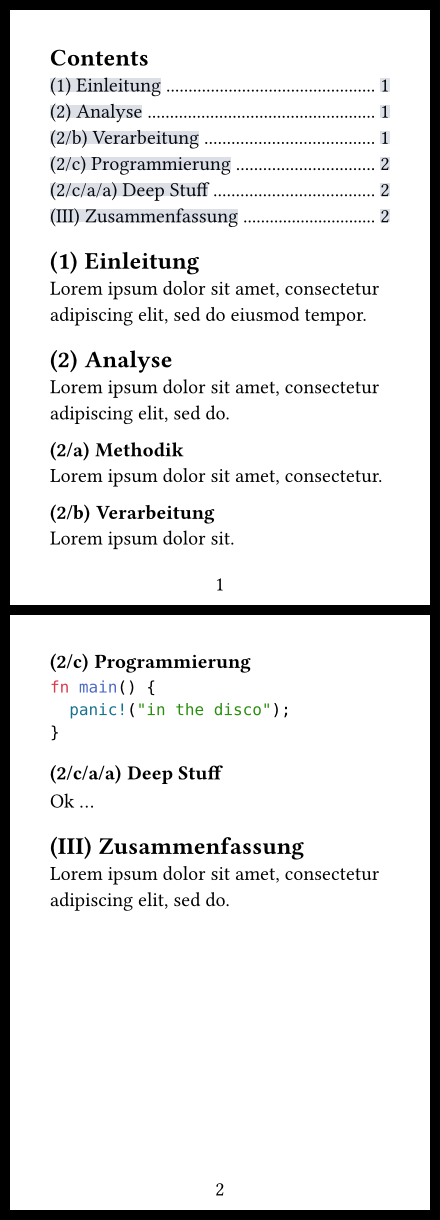 Contents
(1) Einleitung ................................................ 1
(2) Analyse .................................................... 1
(2/b) Verarbeitung ....................................... 1
(2/c) Programmierung ................................ 2
(2/c/a/a) Deep Stuff ..................................... 2
(III) Zusammenfassung .............................. 2
(1) Einleitung
Lorem ipsum dolor sit amet, consectetur
adipiscing elit, sed do eiusmod tempor.
(2) Analyse
Lorem ipsum dolor sit amet, consectetur
adipiscing elit, sed do.
(2/a) Methodik
Lorem ipsum dolor sit amet, consectetur.
(2/b) Verarbeitung
Lorem ipsum dolor sit.
1
(2/c) Programmierung
fn main() {
  panic!("in the disco");
}
(2/c/a/a) Deep Stuff
Ok …
(III) Zusammenfassung
Lorem ipsum dolor sit amet, consectetur
adipiscing elit, sed do.
2